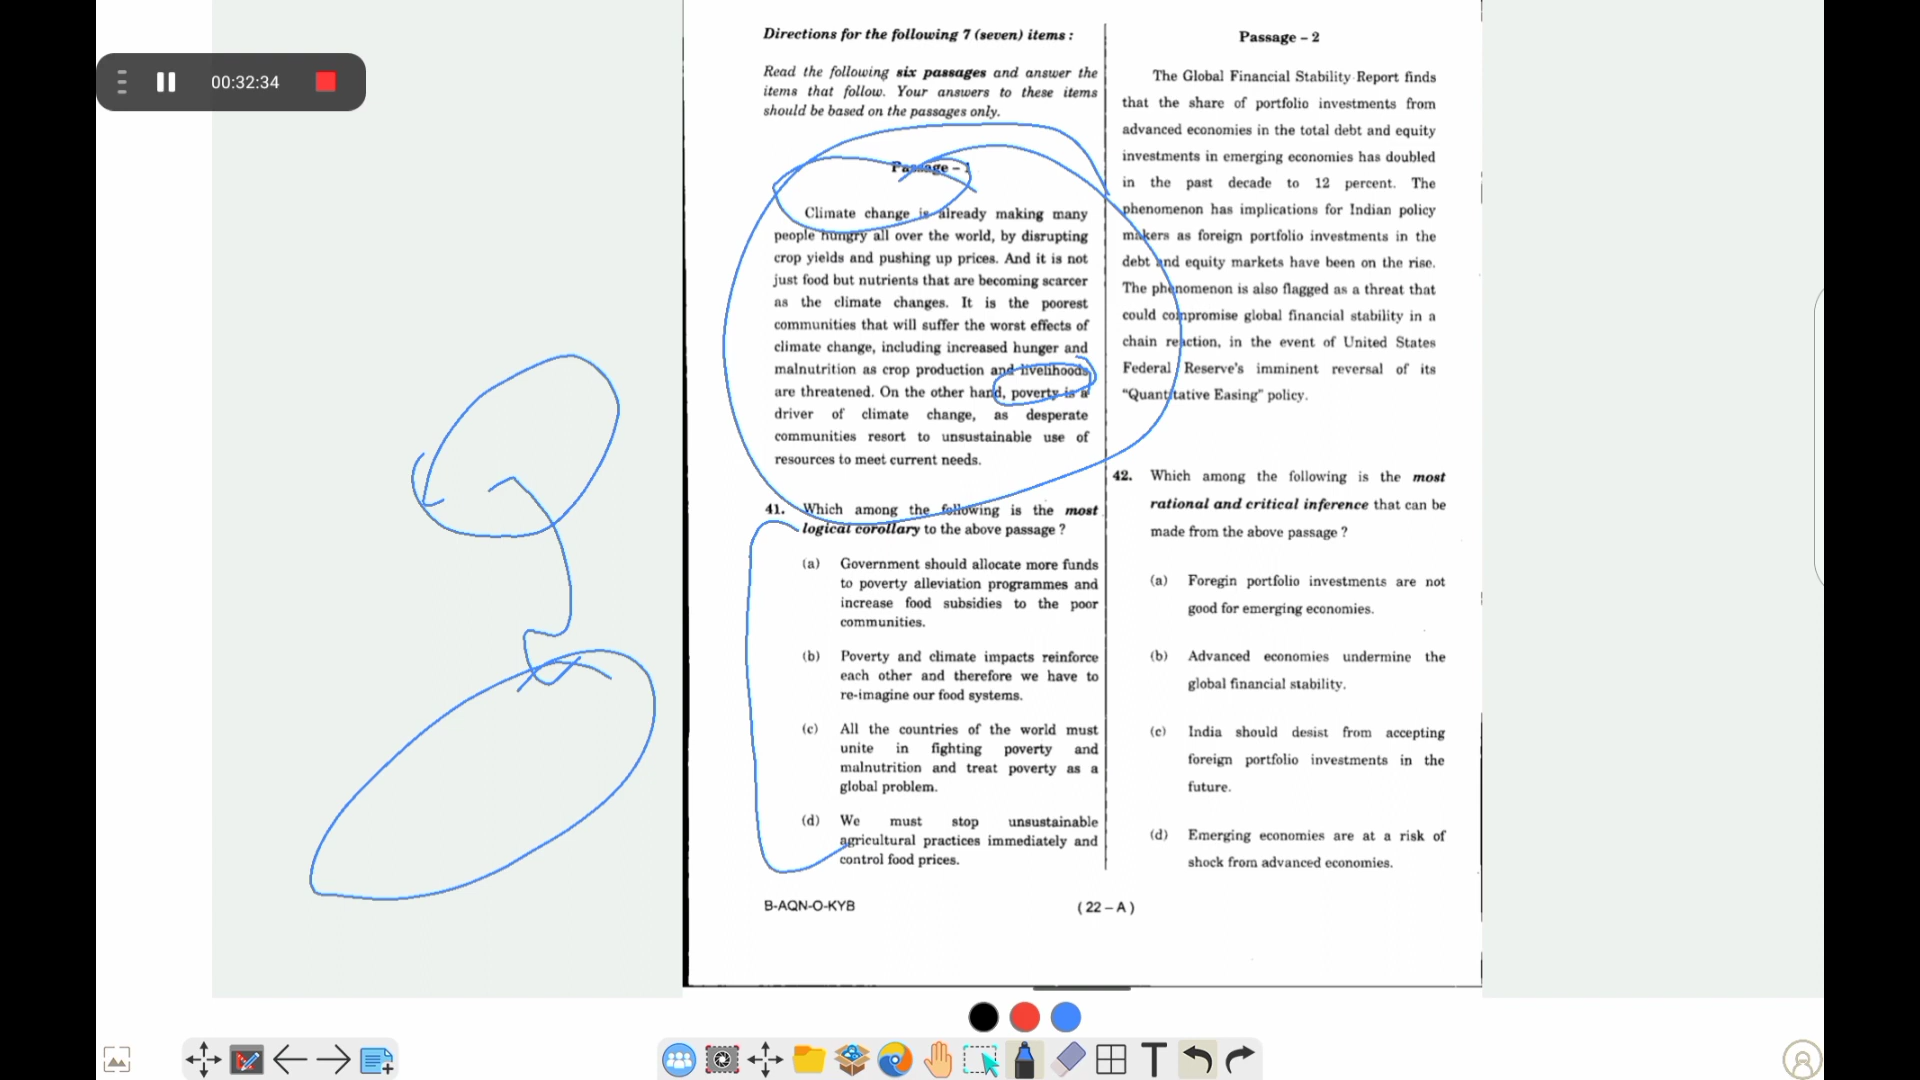 00:32:34
Directions for the following 7 (seven) items :
Read the following six passages and answer the
items that follow. Your answers to these items
should be based on the passages only.
Passage – 1
Climate change is already making many
people hungry all over the world, by disrupting
crop yields and pushing up prices. And it is not
just food but nutrients that are becoming scarcer
as the climate changes. It is the poorest
communities that will suffer the worst effects of
climate change, including increased hunger and
malnutrition as crop production and livelihoods
are threatened. On the other hand, poverty is a
driver of climate change, as desperate
communities resort to unsustainable use of
resources to meet current needs.
41. Which among the following is the most
logical corollary to the above passage ?
(a) Government should allocate more funds
to poverty alleviation programmes and
increase food subsidies to the poor
communities.
(b) Poverty and climate impacts reinforce
each other and therefore we have to
re-imagine our food systems.
(c) All the countries of the world must
unite in fighting poverty and
malnutrition and treat poverty as a
global problem.
(d) We must stop unsustainable
agricultural practices immediately and
control food prices.
Passage – 2
The Global Financial Stability Report finds
that the share of portfolio investments from
advanced economies in the total debt and equity
investments in emerging economies has doubled
in the past decade to 12 percent. The
phenomenon has implications for Indian policy
makers as foreign portfolio investments in the
debt and equity markets have been on the rise.
The phenomenon is also flagged as a threat that
could compromise global financial stability in a
chain reaction, in the event of United States
Federal Reserve's imminent reversal of its
"Quantitative Easing" policy.
42. Which among the following is the most
rational and critical inference that can be
made from the above passage ?
(a) Foregin portfolio investments are not
good for emerging economies.
(b) Advanced economies undermine the
global financial stability.
(c) India should desist from accepting
foreign portfolio investments in the
future.
(d) Emerging economies are at a risk of
shock from advanced economies.
B-AQN-O-KYB
( 22 – A )